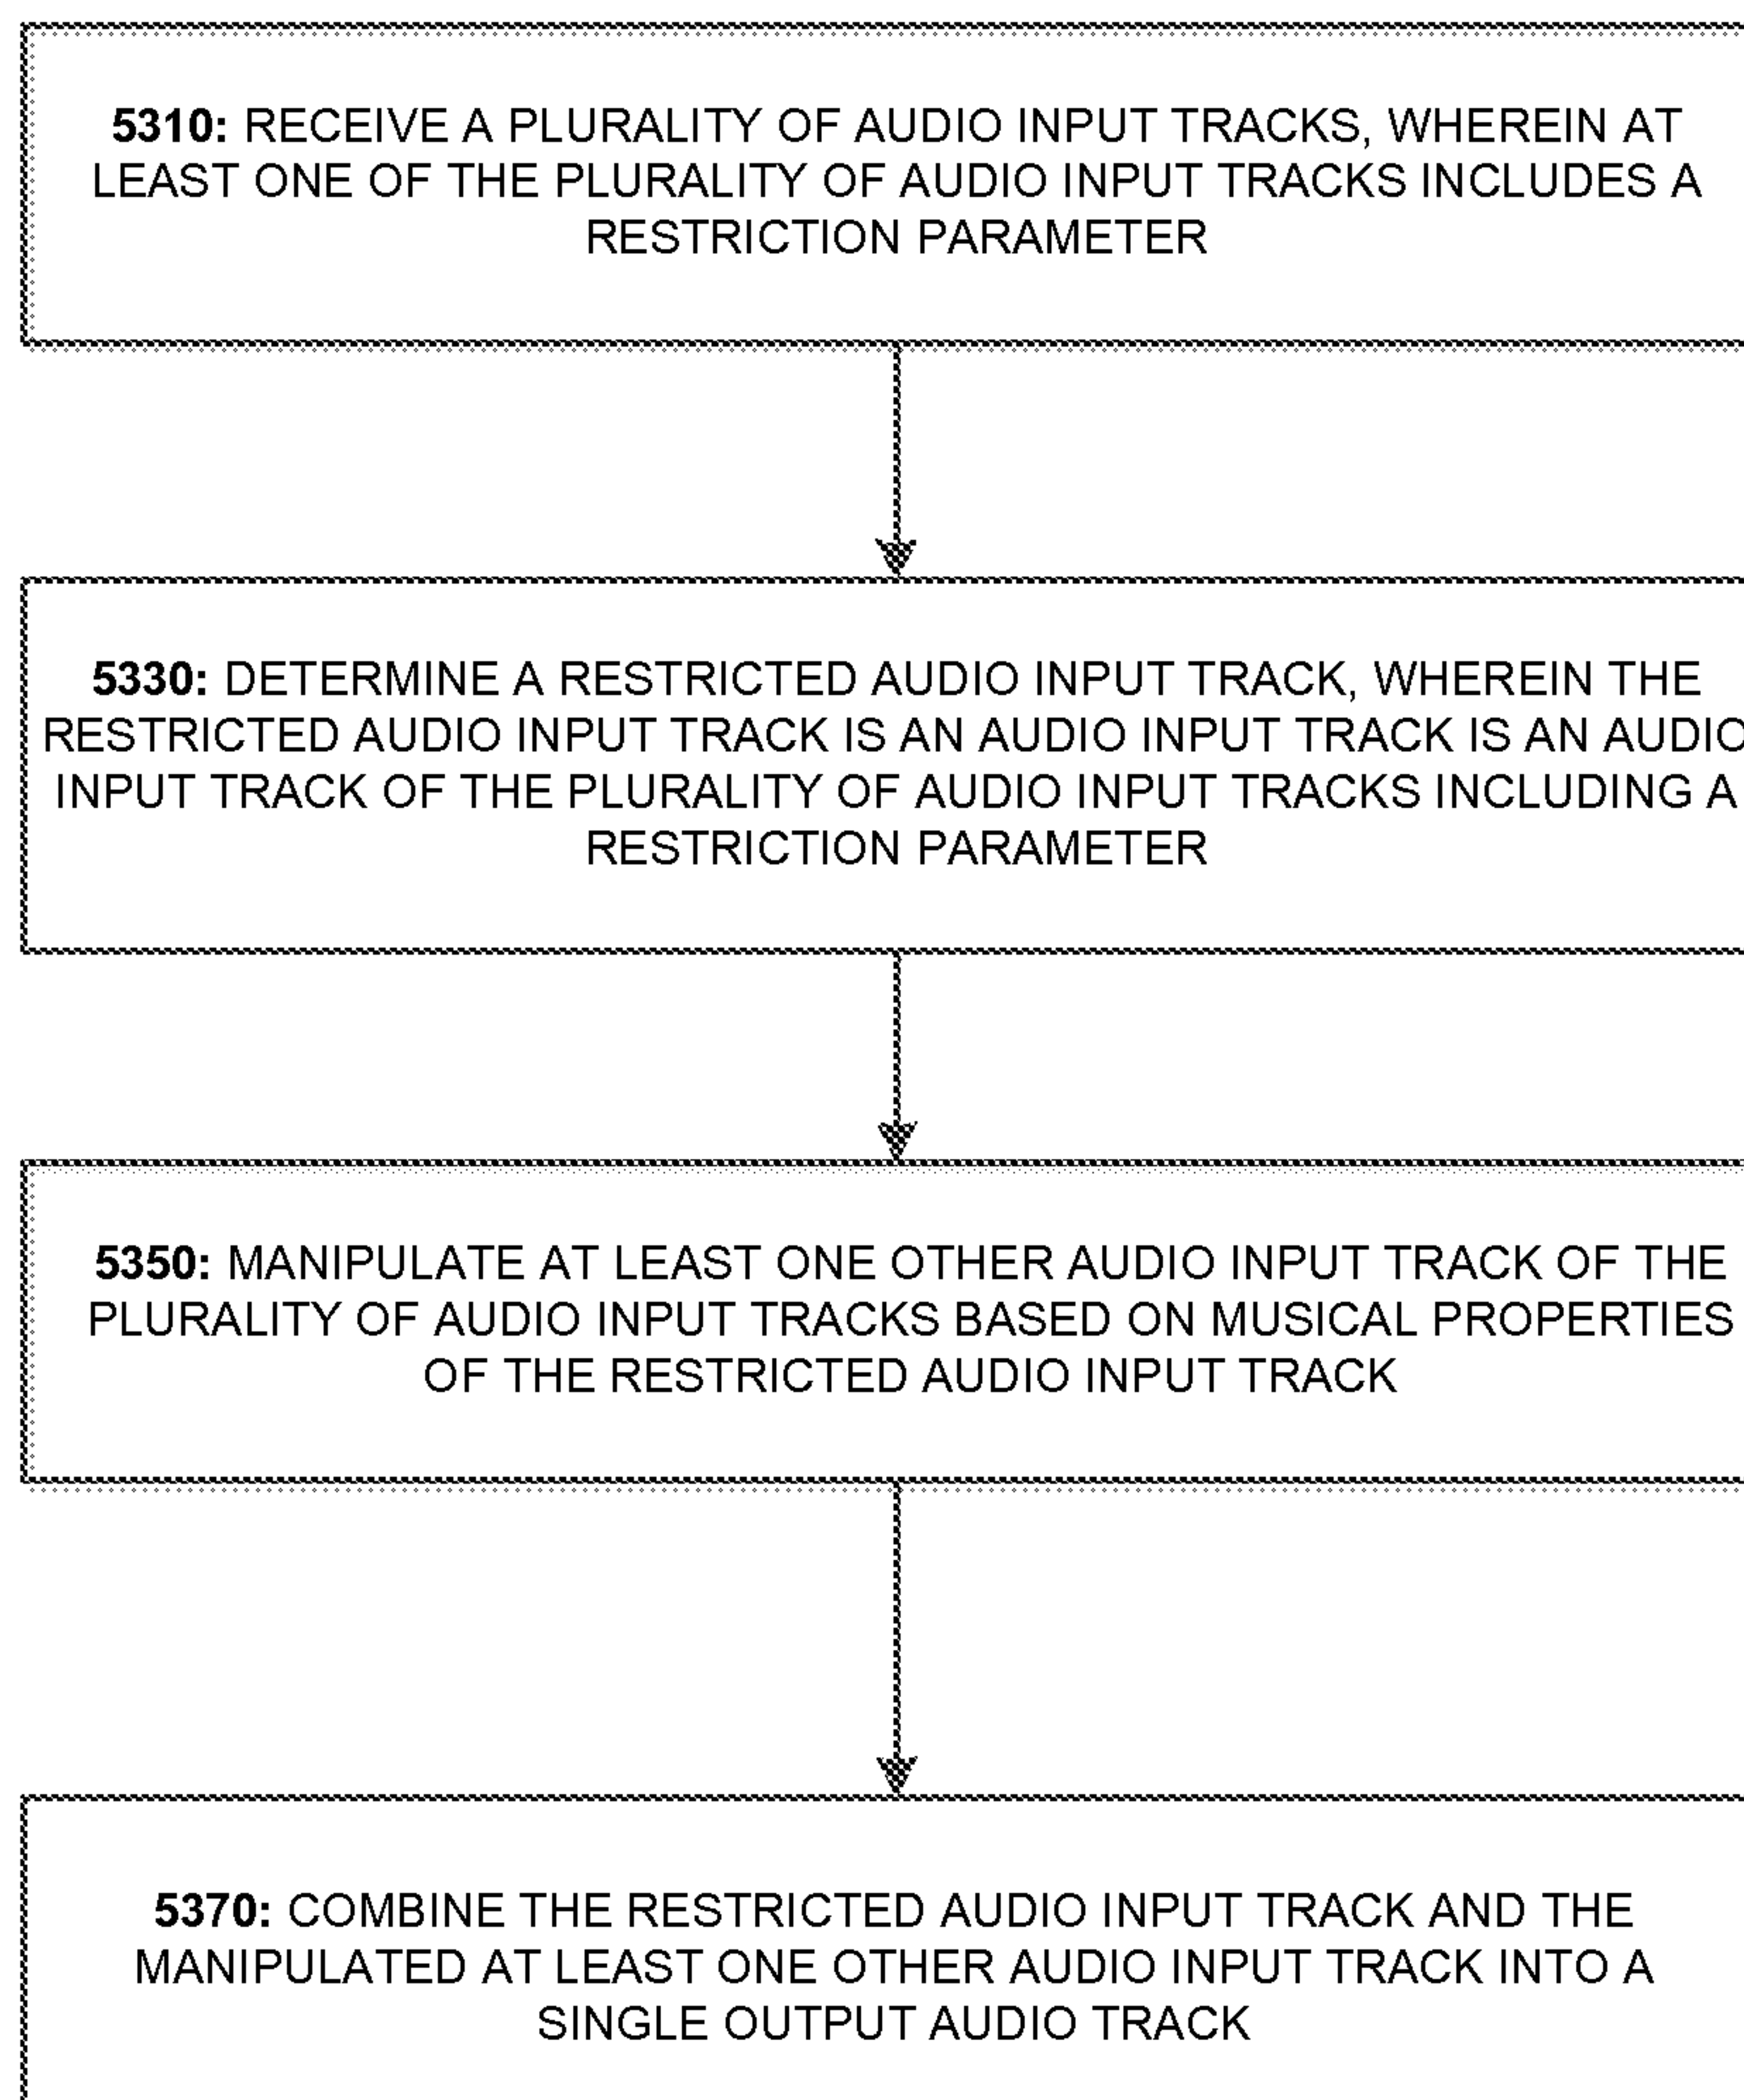 5310: RECEIVE A PLURALITY OF AUDIO INPUT TRACKS, WHEREIN AT
LEAST ONE OF THE PLURALITY OF AUDIO INPUT TRACKS INCLUDES A
RESTRICTION PARAMETER
5330: DETERMINE A RESTRICTED AUDIO INPUT TRACK, WHEREIN THE
RESTRICTED AUDIO INPUT TRACK IS AN AUDIO INPUT TRACK IS AN AUDIO
INPUT TRACK OF THE PLURALITY OF AUDIO INPUT TRACKS INCLUDING A
RESTRICTION PARAMETER
5350: MANIPULATE AT LEAST ONE OTHER AUDIO INPUT TRACK OF THE
PLURALITY OF AUDIO INPUT TRACKS BASED ON MUSICAL PROPERTIES
OF THE RESTRICTED AUDIO INPUT TRACK
5370: COMBINE THE RESTRICTED AUDIO INPUT TRACK AND THE
MANIPULATED AT LEAST ONE OTHER AUDIO INPUT TRACK INTO A
SINGLE OUTPUT AUDIO TRACK